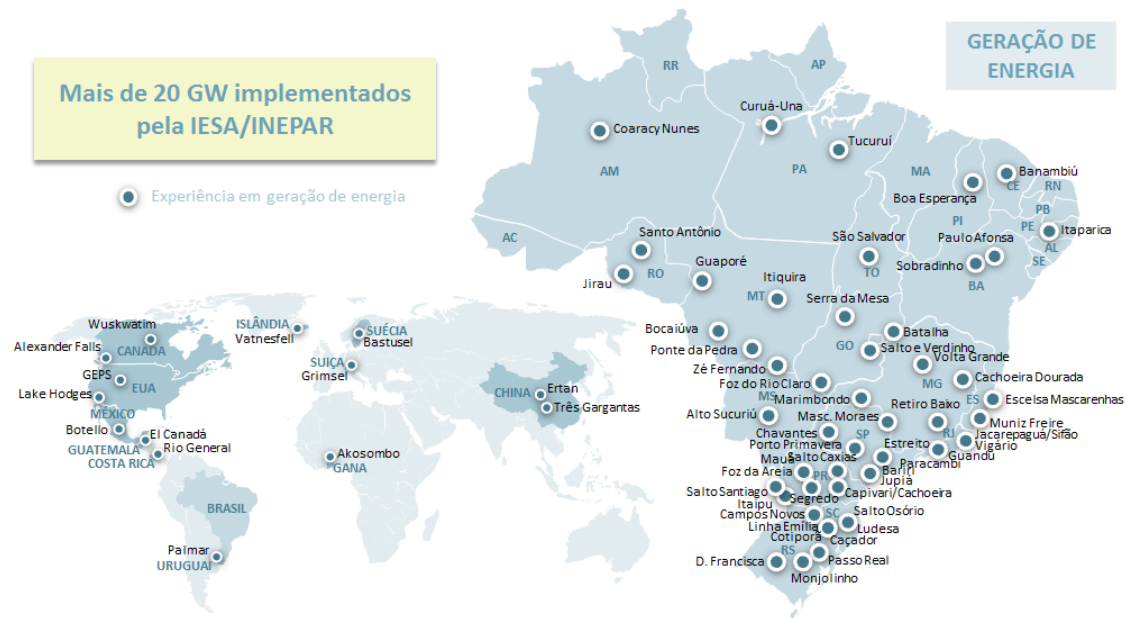 Mais de 20 GW implementados
pela IESA/INEPAR
Experiência em geração de energia
GERAÇÃO DE
ENERGIA
Wuskwatim
CANADA
Alexander Falls
GEPS
EUA
Lake Hodges
MÉXICO
Botello
El Canadá
GUATEMALA
Rio General
COSTA RICA
BRASIL
Palmar
URUGUAI
ISLÂNDIA
Vatnesfell
SUÉCIA
Bastusel
SUIÇA
Grimsel
CHINA
Ertan
Três Gargantas
Akosombo
GANA
RR
AP
Curuá-Una
Coaracy Nunes
Tucuruí
AM
PA
MA
Banambiú
CE
RN
Boa Esperança
PB
PI
PE
Itaparica
AL
SE
AC
Santo Antônio
São Salvador
Paulo Afonsa
Sobradinho
BA
TO
Guaporé
RO
Jirau
Itiquira
MT
Serra da Mesa
Bocaiúva
Batalha
Ponte da Pedra
GO
Salto e Verdinho
Volta Grande
Zé Fernando
MG
Cachoeira Dourada
Foz do Rio Claro
MS
Marimbondo
Retiro Baixo
ES
Escelsa Mascarenhas
Alto Sucuriú
Masc. Moraes
Muniz Freire
Chavantes
SP
RJ
Jacarepaguá/Sifão
Porto Primavera
Estreito
Vigário
Mauá
Salto Caxias
Guandú
Paracambi
Foz da Areia
PR
Bariri
Jupiá
Salto Santiago
Segredo
Capivari/Cachoeira
Itaipu
Campos Novos
SC
Salto Osório
Linha Emília
Ludesa
Cotiporã
Caçador
RS
D. Francisca
Passo Real
Monjolinho